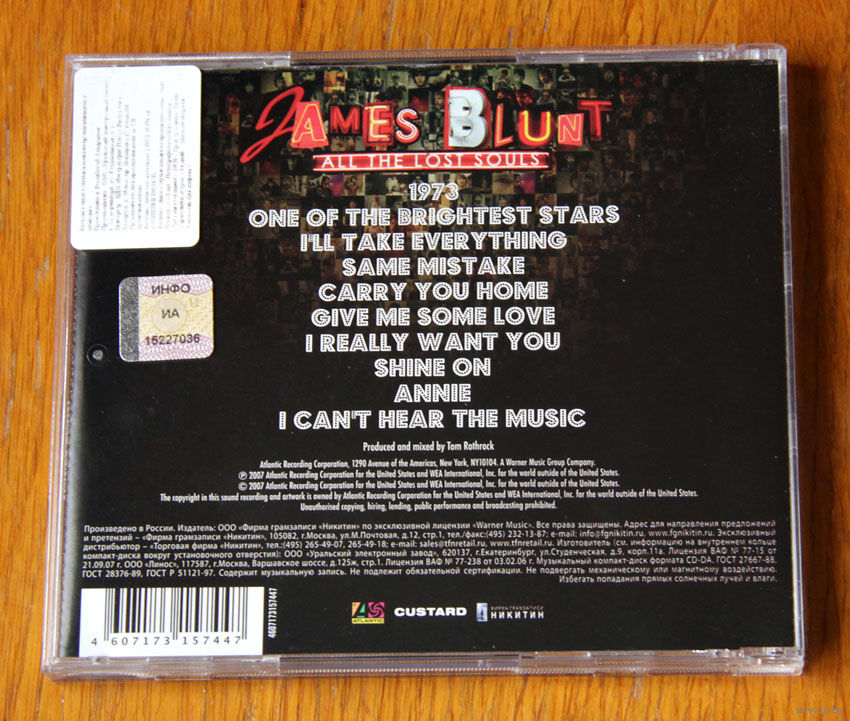 JAMES BLUNT
ALL THE LOST SOULS
1973
ONE OF THE BRIGHTEST STARS
I'LL TAKE EVERYTHING
SAME MISTAKE
CARRY YOU HOME
GIVE ME SOME LOVE
I REALLY WANT YOU
SHINE ON
ANNIE
I CAN'T HEAR THE MUSIC
ИНФО
ИА
15227036
Produced and mixed by Tom Rothrock
Atlantic Recording Corporation, 1290 Avenue of the Americas, New York, NY10104. A Warner Music Group Company.
℗ 2007 Atlantic Recording Corporation for the United States and WEA International, Inc. for the world outside of the United States.
© 2007 Atlantic Recording Corporation for the United States and WEA International, Inc. for the world outside of the United States.
The copyright in this sound recording and artwork is owned by Atlantic Recording Corporation for the United States and WEA International, Inc. for the world outside of the United States.
Unauthorised copying, hiring, lending, public performance and broadcasting prohibited.
Произведено в России. Издатель: ООО «Фирма грамзаписи «Никитин» по эксклюзивной лицензии «Warner Music». Все права защищены. Адрес для направления предложений
и претензий – «Фирма грамзаписи «Никитин», 105082, г.Москва, ул.М.Почтовая, д.12, стр.1, тел./факс:(495) 232-13-87; e-mail: info@fgnikitin.ru, www.fgnikitin.ru. Эксклюзивный
дистрибьютор – «Торговая фирма «Никитин», тел.:(495) 265-49-07, 265-49-18; e-mail: sales@tfnretail.ru, www.tfnretail.ru. Изготовитель (см. информацию на внутреннем кольце
компакт-диска вокруг установочного отверстия): ООО «Уральский электронный завод», 620137, г.Екатеринбург, ул.Студенческая, д.9, корп.11а. Лицензия ВАФ № 77-15 от
21.09.07 г. ООО «Линос», 117587, г.Москва, Варшавское шоссе, д.125ж, стр.1. Лицензия ВАФ № 77-238 от 03.02.06 г. Музыкальный компакт-диск формата CD-DA. ГОСТ 27667-88.
ГОСТ 28376-89, ГОСТ Р 51121-97. Содержит музыкальную запись. Не подлежит обязательной сертификации. Не подвергать механическому или магнитному воздействию.
Избегать попадания прямых солнечных лучей и влаги.
4 607173 157447
4607173157447
ATLANTIC
CUSTARD
ФИРМА ГРАМЗАПИСИ
НИКИТИН